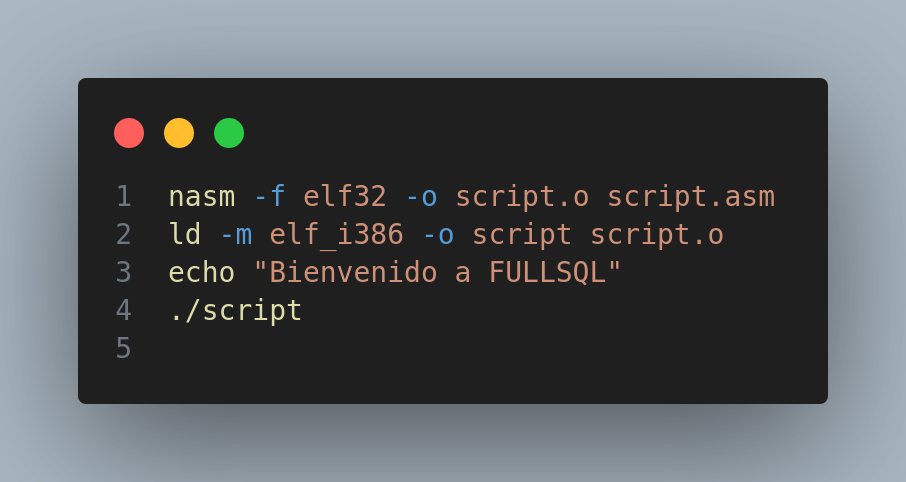 1 nasm -f elf32 -o script.o script.asm
2 ld -m elf_i386 -o script script.o
3 echo "Bienvenido a FULLSQL"
4 ./script
5